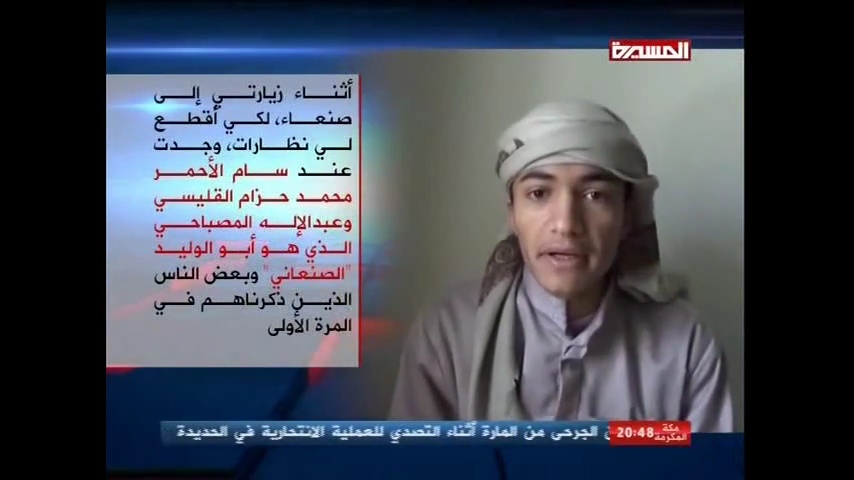 المسيرة
أثناء زيارتي إلى
صنعاء، لكي أقطع
لي نظارات، وجدت
عند سام الأحمر
محمد حزام القليسي
وعبدالإله المصباحي
الذي هو أبو الوليد
"الصنعاني" وبعض الناس
الذين ذكرناهم في
المرة الأولى
مكة المكرمة 20:48
الجرحى من المارة أثناء التصدي للعملية الانتحارية في الحديدة